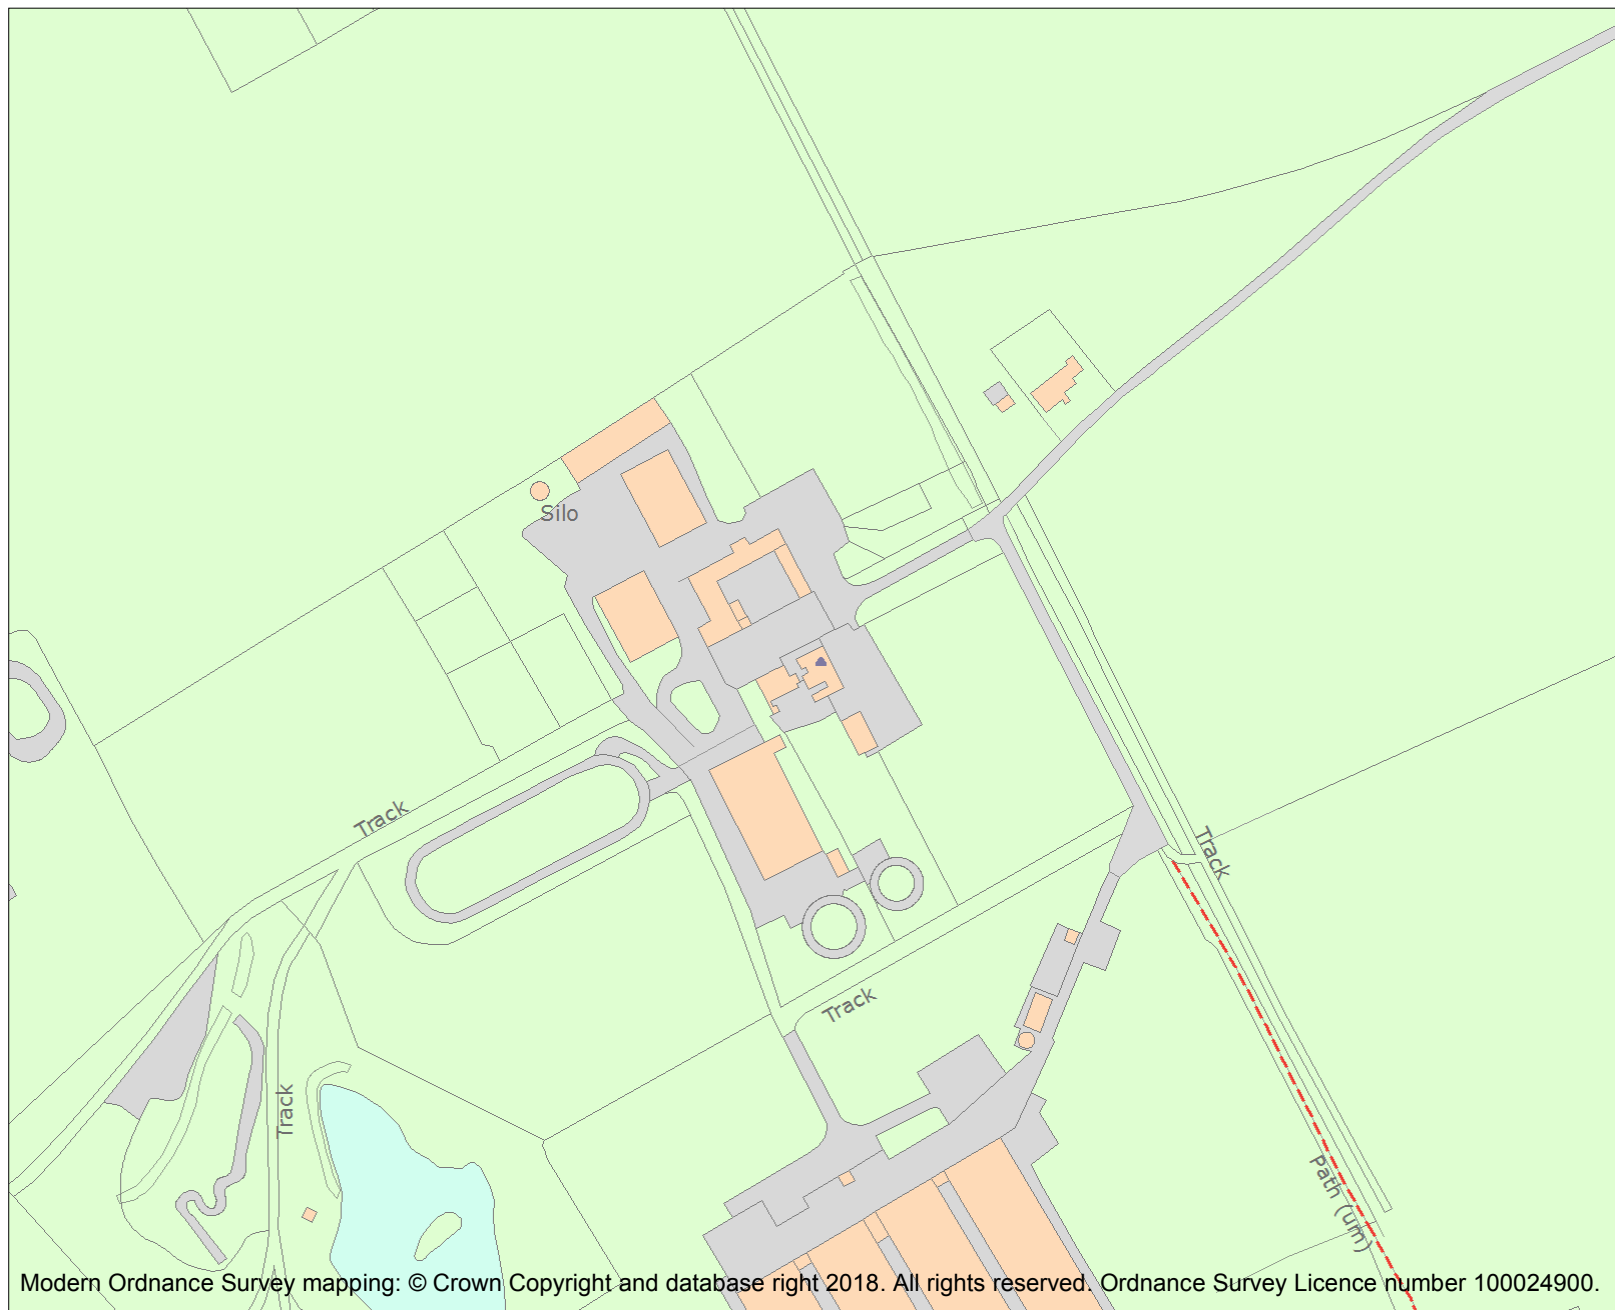 Silo
Track
Track
Track
Track
Path (um)
Modern Ordnance Survey mapping: © Crown Copyright and database right 2018. All rights reserved. Ordnance Survey Licence number 100024900.